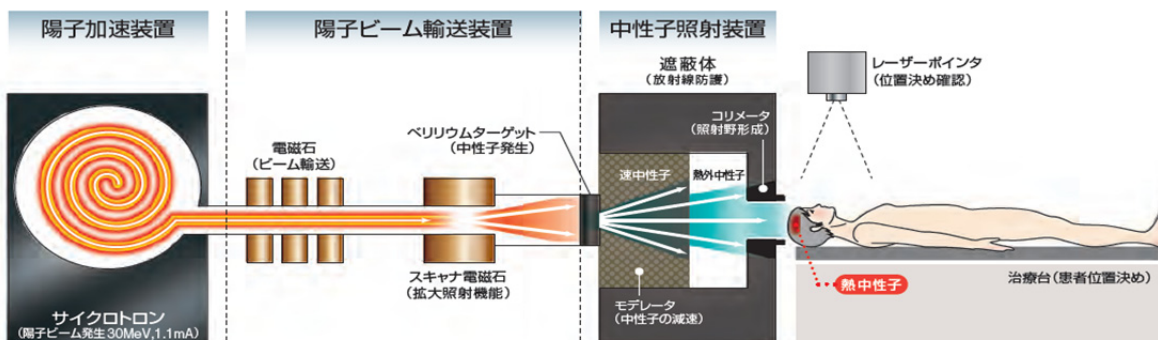 陽子加速装置
陽子ビーム輸送装置
中性子照射装置
遮蔽体
(放射線防護)
レーザーポインタ
(位置決め確認)
コリメータ
(照射野形成)
ベリリウムターゲット
(中性子発生)
電磁石
(ビーム輸送)
速中性子
熱外中性子
スキャナ電磁石
(拡大照射機能)
モデレータ
(中性子の減速)
熱中性子
治療台(患者位置決め)
サイクロトロン
(陽子ビーム発生30MeV,1.1mA)